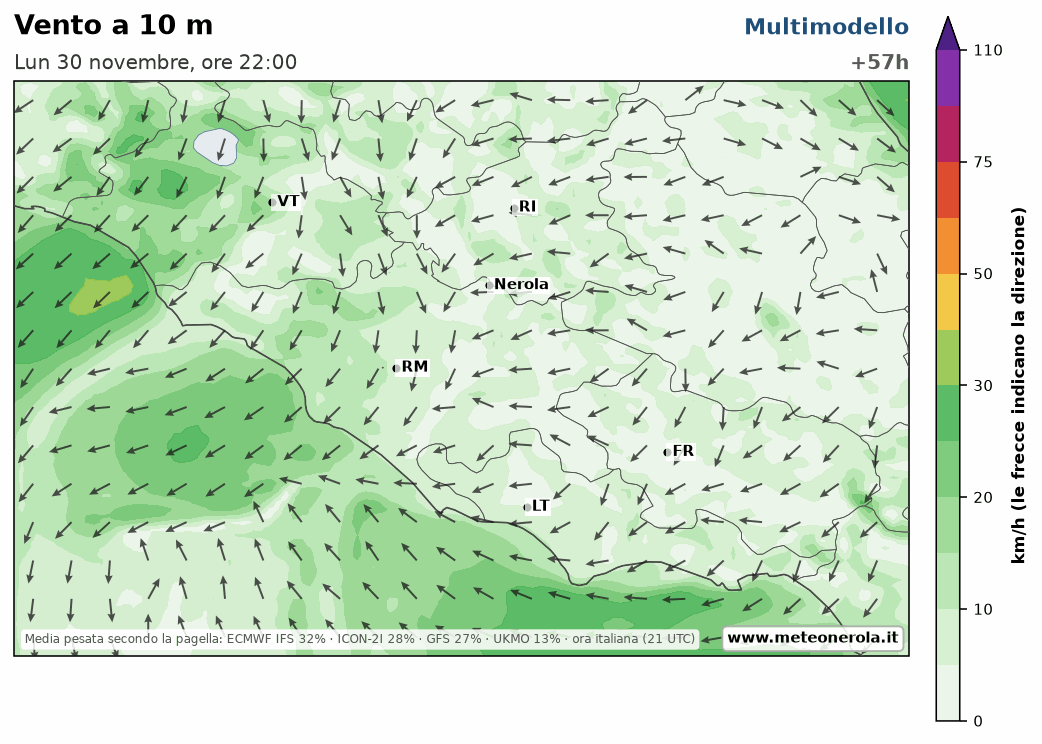 Vento a 10 m
Multimodello
Lun 30 novembre, ore 22:00
+57h
VT
RI
Nerola
RM
FR
LT
Media pesata secondo la pagella: ECMWF IFS 32% · ICON-2I 28% · GFS 27% · UKMO 13% · ora italiana (21 UTC)
www.meteonerola.it
110
75
50
30
20
10
0
km/h (le frecce indicano la direzione)